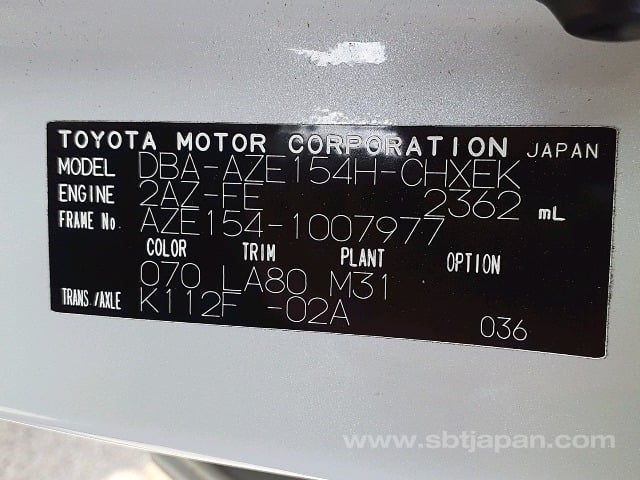 TOYOTA MOTOR CORPORATION JAPAN
MODEL DBA-AZE154H-CHXEK
ENGINE 2AZ-FE 2362 mL
FRAME No AZE154-1007977
COLOR TRIM PLANT OPTION
070 LA80 M31
TRANS./AXLE K112F -02A
036
www.sbtjapan.com